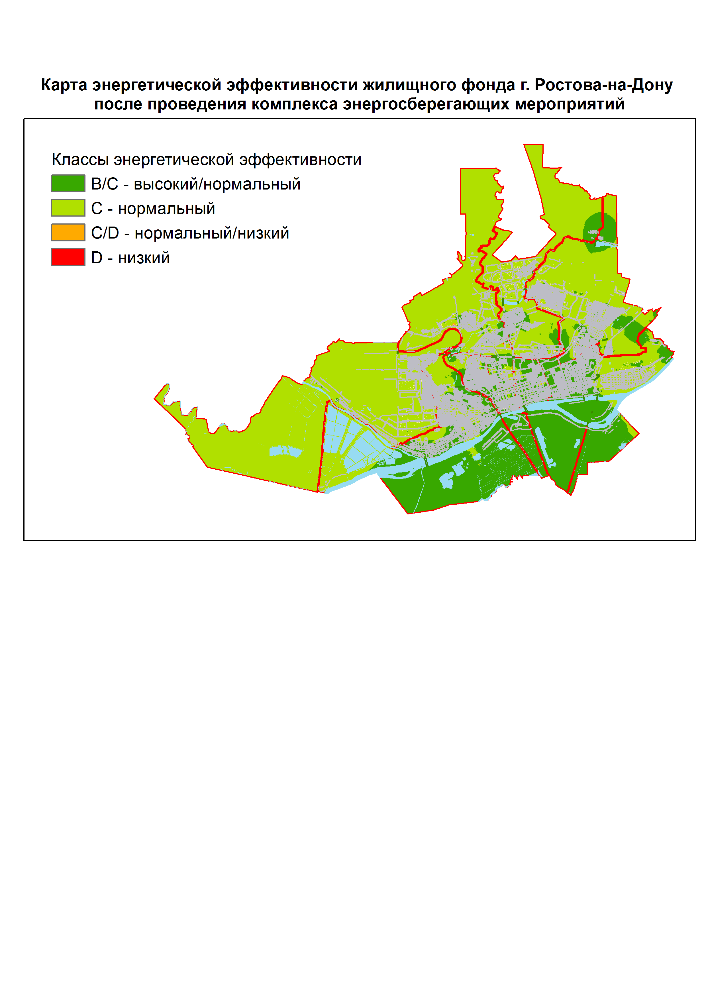 Карта энергетической эффективности жилищного фонда г. Ростова-на-Дону
после проведения комплекса энергосберегающих мероприятий
Классы энергетической эффективности
B/C - высокий/нормальный
C - нормальный
C/D - нормальный/низкий
D - низкий